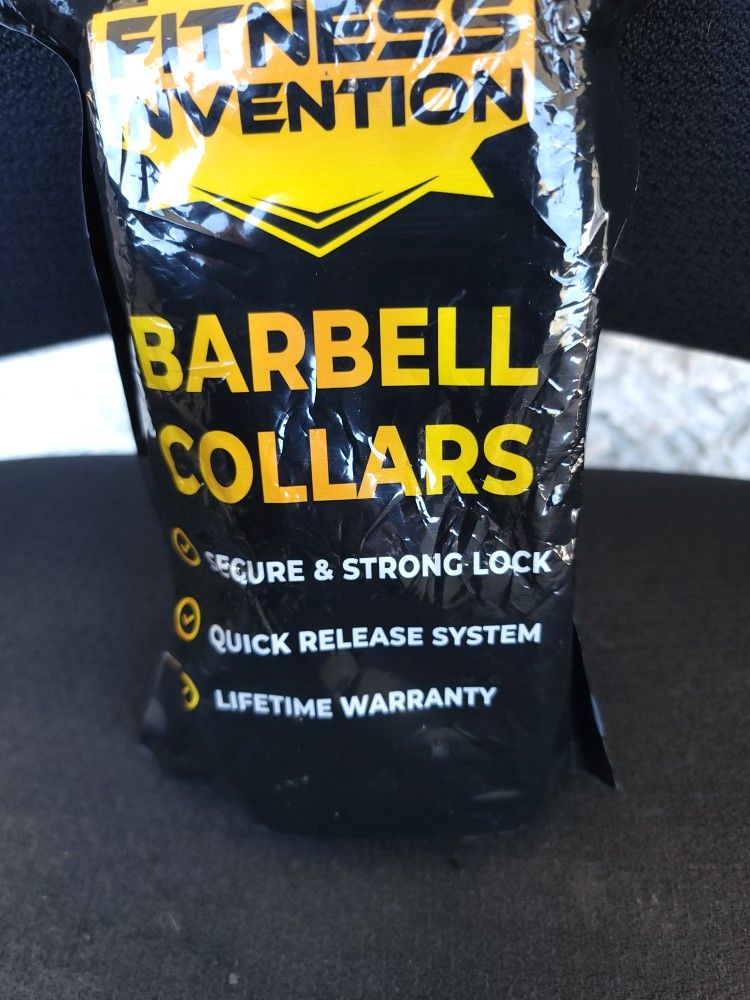 FITNESS
INVENTION
BARBELL
COLLARS
SECURE & STRONG LOCK
QUICK RELEASE SYSTEM
LIFETIME WARRANTY